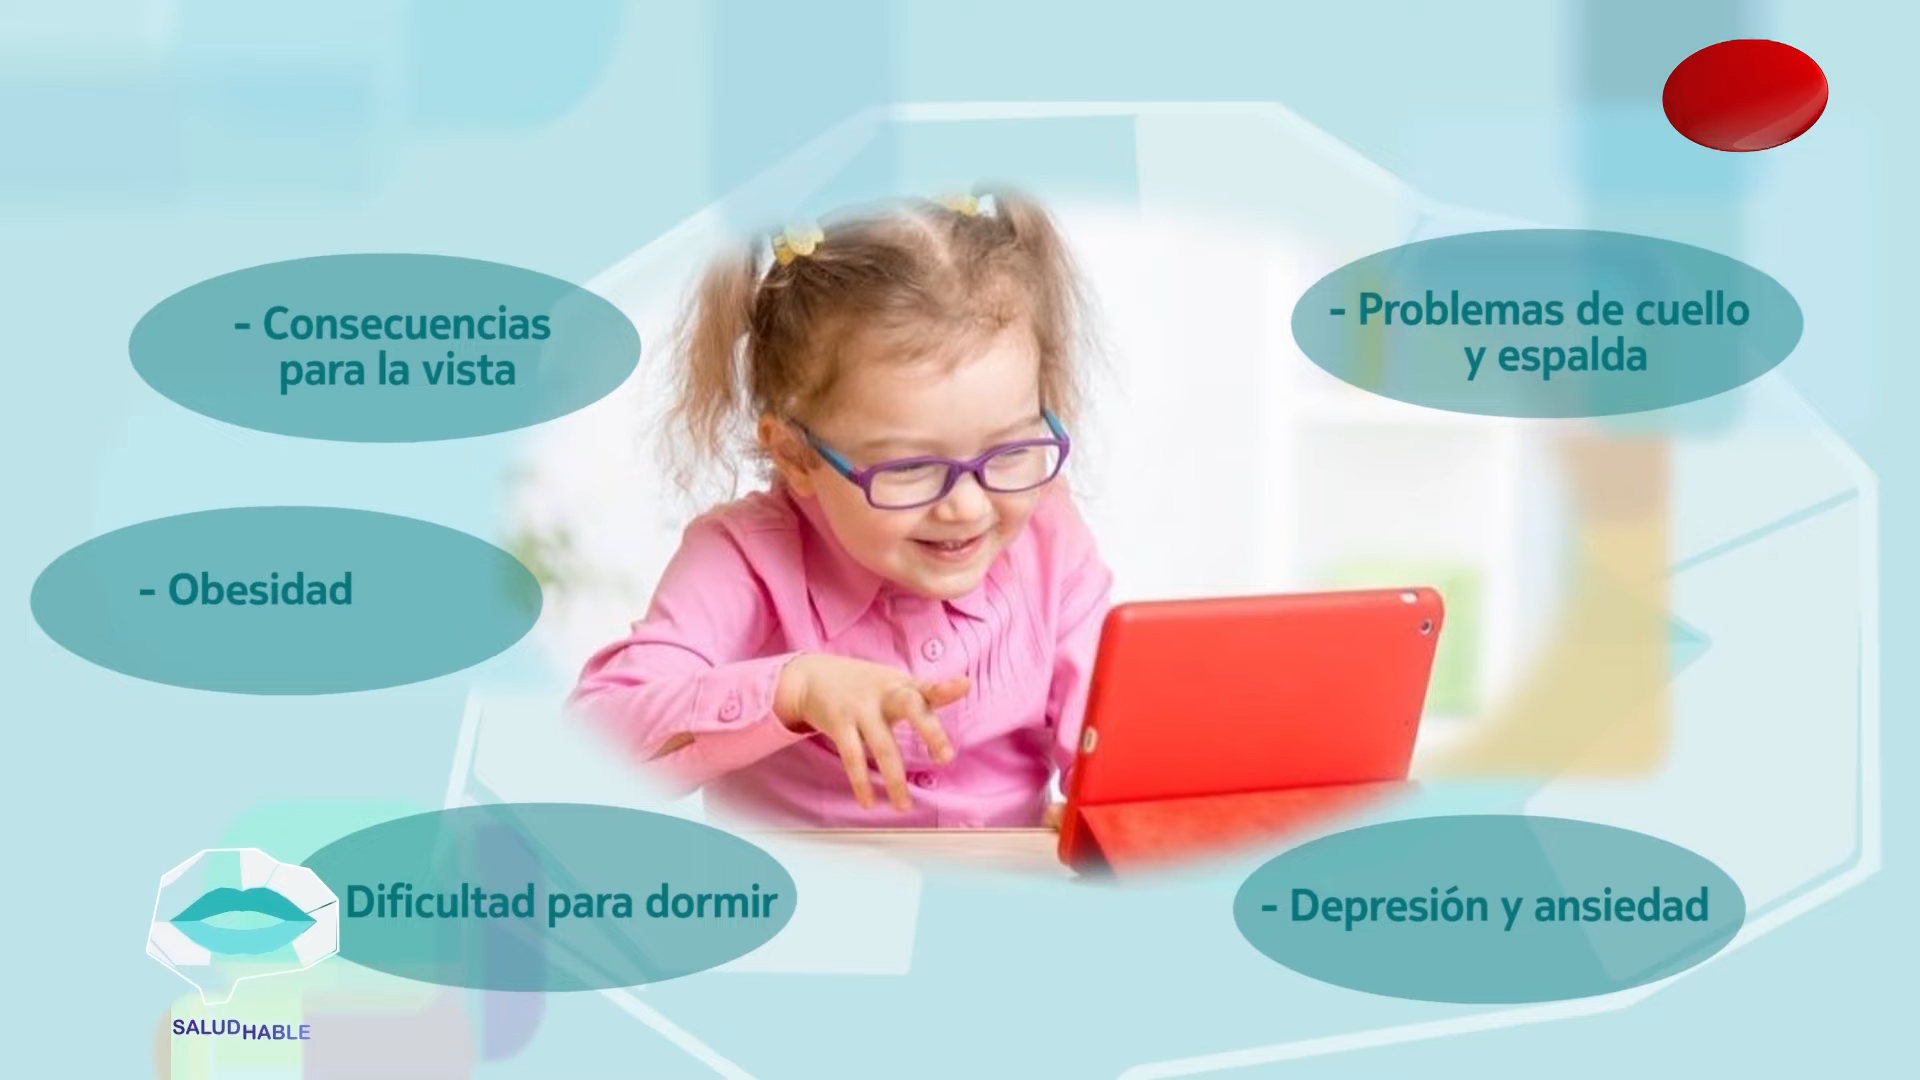 - Consecuencias
para la vista
- Problemas de cuello
y espalda
- Obesidad
Dificultad para dormir
- Depresión y ansiedad
SALUDHABLE